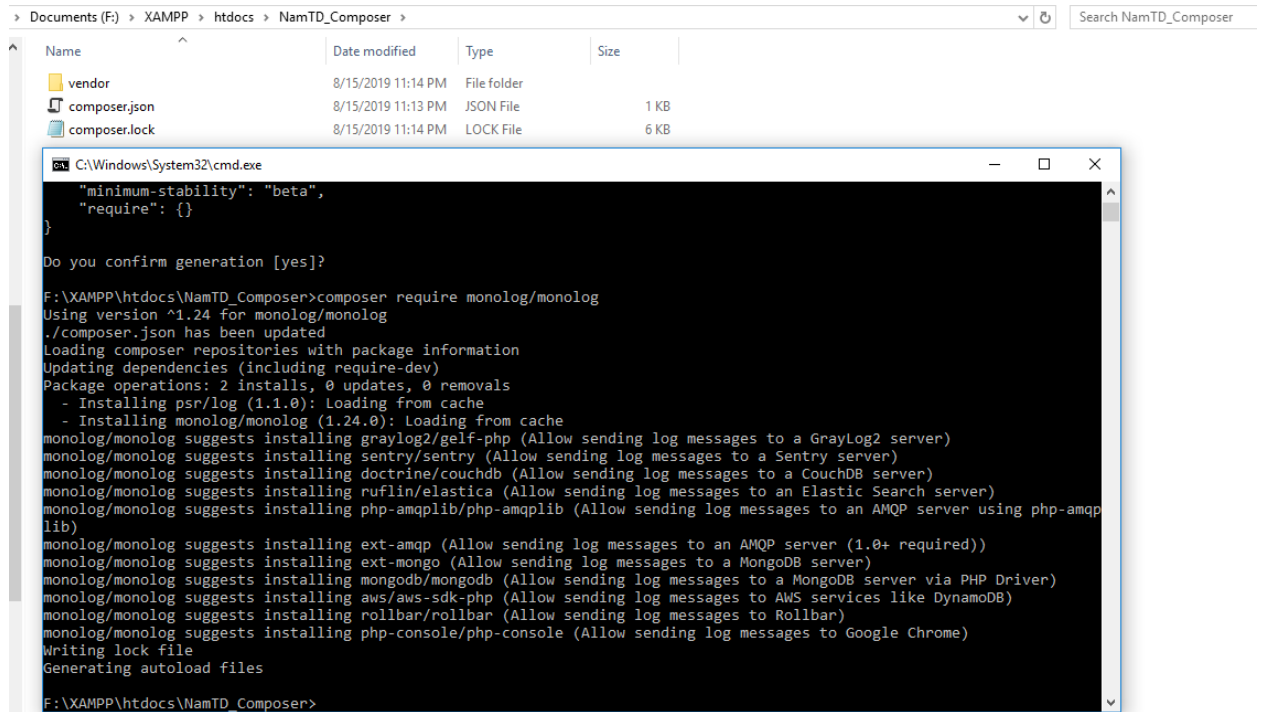 Documents (F:) > XAMPP > htdocs > NamTD_Composer >
Search NamTD_Composer
Name Date modified Type Size
vendor 8/15/2019 11:14 PM File folder
composer.json 8/15/2019 11:13 PM JSON File 1 KB
composer.lock 8/15/2019 11:14 PM LOCK File 6 KB
C:\Windows\System32\cmd.exe
"minimum-stability": "beta",
"require": {}
}
Do you confirm generation [yes]?
F:\XAMPP\htdocs\NamTD_Composer>composer require monolog/monolog
Using version ^1.24 for monolog/monolog
./composer.json has been updated
Loading composer repositories with package information
Updating dependencies (including require-dev)
Package operations: 2 installs, 0 updates, 0 removals
- Installing psr/log (1.1.0): Loading from cache
- Installing monolog/monolog (1.24.0): Loading from cache
monolog/monolog suggests installing graylog2/gelf-php (Allow sending log messages to a GrayLog2 server)
monolog/monolog suggests installing sentry/sentry (Allow sending log messages to a Sentry server)
monolog/monolog suggests installing doctrine/couchdb (Allow sending log messages to a CouchDB server)
monolog/monolog suggests installing ruflin/elastica (Allow sending log messages to an Elastic Search server)
monolog/monolog suggests installing php-amqplib/php-amqplib (Allow sending log messages to an AMQP server using php-amqp
lib)
monolog/monolog suggests installing ext-amqp (Allow sending log messages to an AMQP server (1.0+ required))
monolog/monolog suggests installing ext-mongo (Allow sending log messages to a MongoDB server)
monolog/monolog suggests installing mongodb/mongodb (Allow sending log messages to a MongoDB server via PHP Driver)
monolog/monolog suggests installing aws/aws-sdk-php (Allow sending log messages to AWS services like DynamoDB)
monolog/monolog suggests installing rollbar/rollbar (Allow sending log messages to Rollbar)
monolog/monolog suggests installing php-console/php-console (Allow sending log messages to Google Chrome)
Writing lock file
Generating autoload files
F:\XAMPP\htdocs\NamTD_Composer>